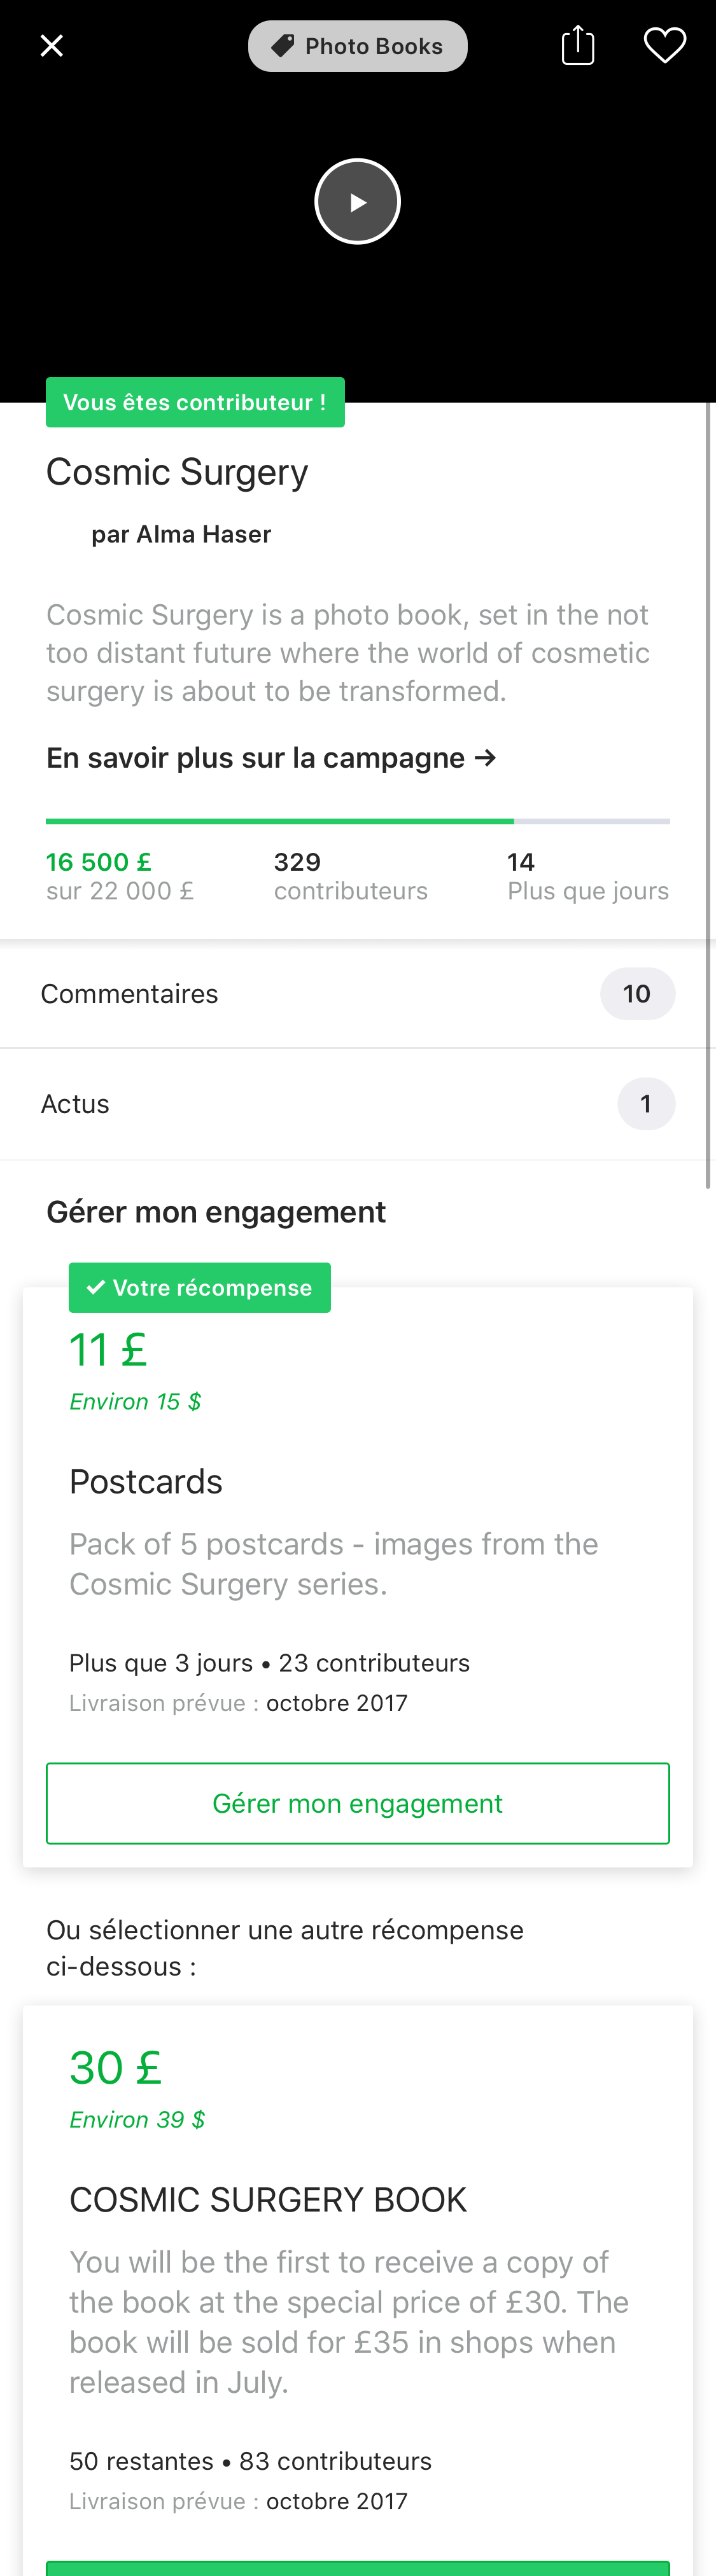 Photo Books
Vous êtes contributeur !
Cosmic Surgery
par Alma Haser
Cosmic Surgery is a photo book, set in the not
too distant future where the world of cosmetic
surgery is about to be transformed.
En savoir plus sur la campagne →
16 500 £
sur 22 000 £
329
contributeurs
14
Plus que jours
Commentaires
10
Actus
1
Gérer mon engagement
✓ Votre récompense
11 £
Environ 15 $
Postcards
Pack of 5 postcards - images from the
Cosmic Surgery series.
Plus que 3 jours • 23 contributeurs
Livraison prévue : octobre 2017
Gérer mon engagement
Ou sélectionner une autre récompense
ci-dessous :
30 £
Environ 39 $
COSMIC SURGERY BOOK
You will be the first to receive a copy of
the book at the special price of £30. The
book will be sold for £35 in shops when
released in July.
50 restantes • 83 contributeurs
Livraison prévue : octobre 2017